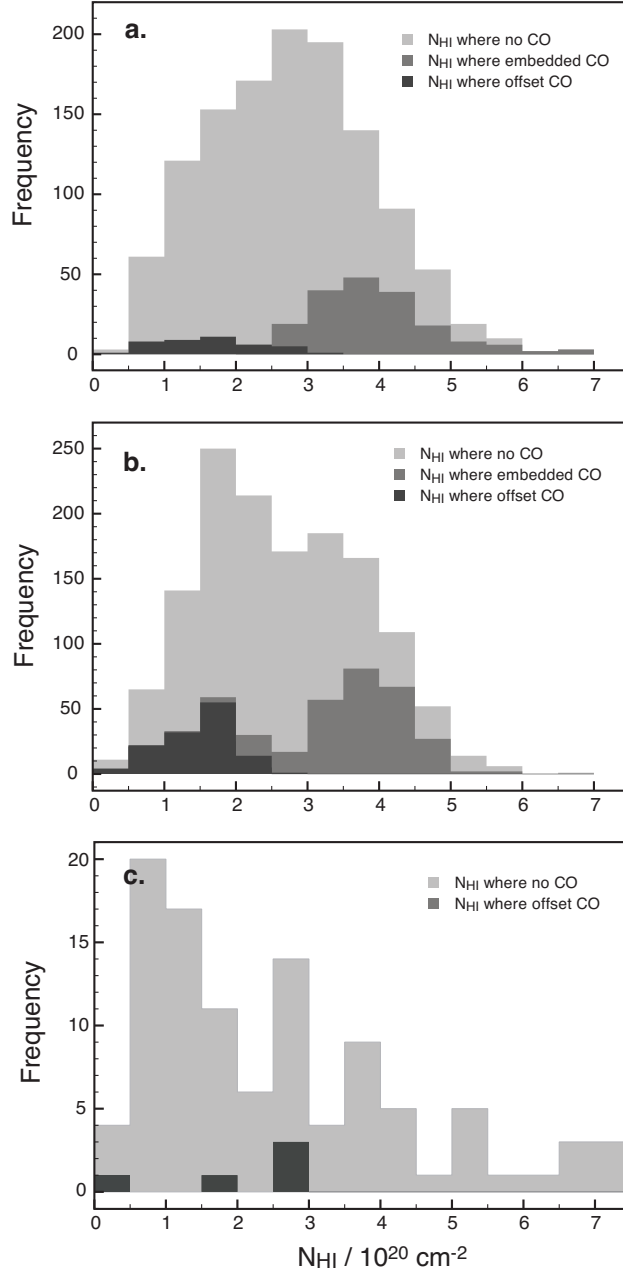 a.
N_HI where no CO
N_HI where embedded CO
N_HI where offset CO
Frequency
200
150
100
50
0
0 1 2 3 4 5 6 7
b.
N_HI where no CO
N_HI where embedded CO
N_HI where offset CO
Frequency
250
200
150
100
50
0
0 1 2 3 4 5 6 7
c.
N_HI where no CO
N_HI where offset CO
Frequency
20
15
10
5
0
0 1 2 3 4 5 6 7
N_HI / 10^20 cm^-2